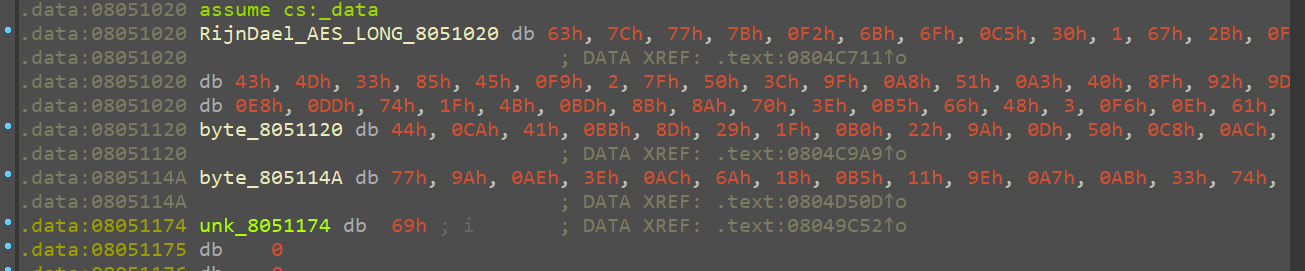 .data:08051020 assume cs:_data
.data:08051020 RijnDael_AES_LONG_8051020 db 63h, 7Ch, 77h, 7Bh, 0F2h, 6Bh, 6Fh, 0C5h, 30h, 1, 67h, 2Bh, 0F
.data:08051020 ; DATA XREF: .text:0804C711↑o
.data:08051020 db 43h, 4Dh, 33h, 85h, 45h, 0F9h, 2, 7Fh, 50h, 3Ch, 9Fh, 0A8h, 51h, 0A3h, 40h, 8Fh, 92h, 9D
.data:08051020 db 0E8h, 0DDh, 74h, 1Fh, 4Bh, 0BDh, 8Bh, 8Ah, 70h, 3Eh, 0B5h, 66h, 48h, 3, 0F6h, 0Eh, 61h,
.data:08051120 byte_8051120 db 44h, 0CAh, 41h, 0BBh, 8Dh, 29h, 1Fh, 0B0h, 22h, 9Ah, 0Dh, 50h, 0C8h, 0ACh,
.data:08051120 ; DATA XREF: .text:0804C9A9↑o
.data:0805114A byte_805114A db 77h, 9Ah, 0AEh, 3Eh, 0ACh, 6Ah, 1Bh, 0B5h, 11h, 9Eh, 0A7h, 0ABh, 33h, 74h,
.data:0805114A ; DATA XREF: .text:0804D50D↑o
.data:08051174 unk_8051174 db 69h ; i ; DATA XREF: .text:08049C52↑o
.data:08051175 db 0